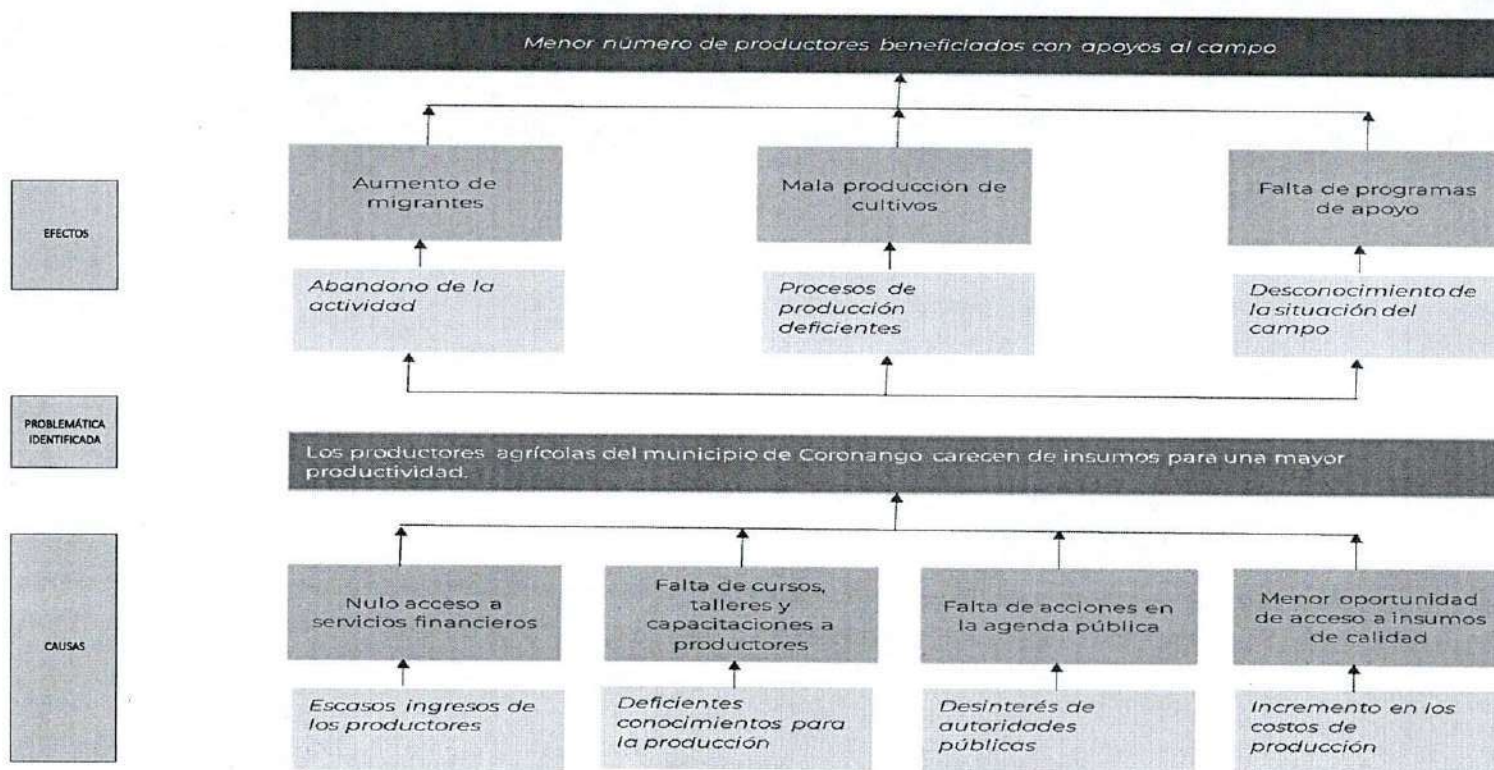 Menor número de productores beneficiados con apoyos al campo
EFECTOS
Aumento de
migrantes
Mala producción de
cultivos
Falta de programas
de apoyo
Abandono de la
actividad
Procesos de
producción
deficientes
Desconocimiento de
la situación del
campo
PROBLEMÁTICA
IDENTIFICADA
Los productores agrícolas del municipio de Coronango carecen de insumos para una mayor
productividad.
CAUSAS
Nulo acceso a
servicios financieros
Falta de cursos,
talleres y
capacitaciones a
productores
Falta de acciones en
la agenda pública
Menor oportunidad
de acceso a insumos
de calidad
Escasos ingresos de
los productores
Deficientes
conocimientos para
la producción
Desinterés de
autoridades
públicas
Incremento en los
costos de
producción